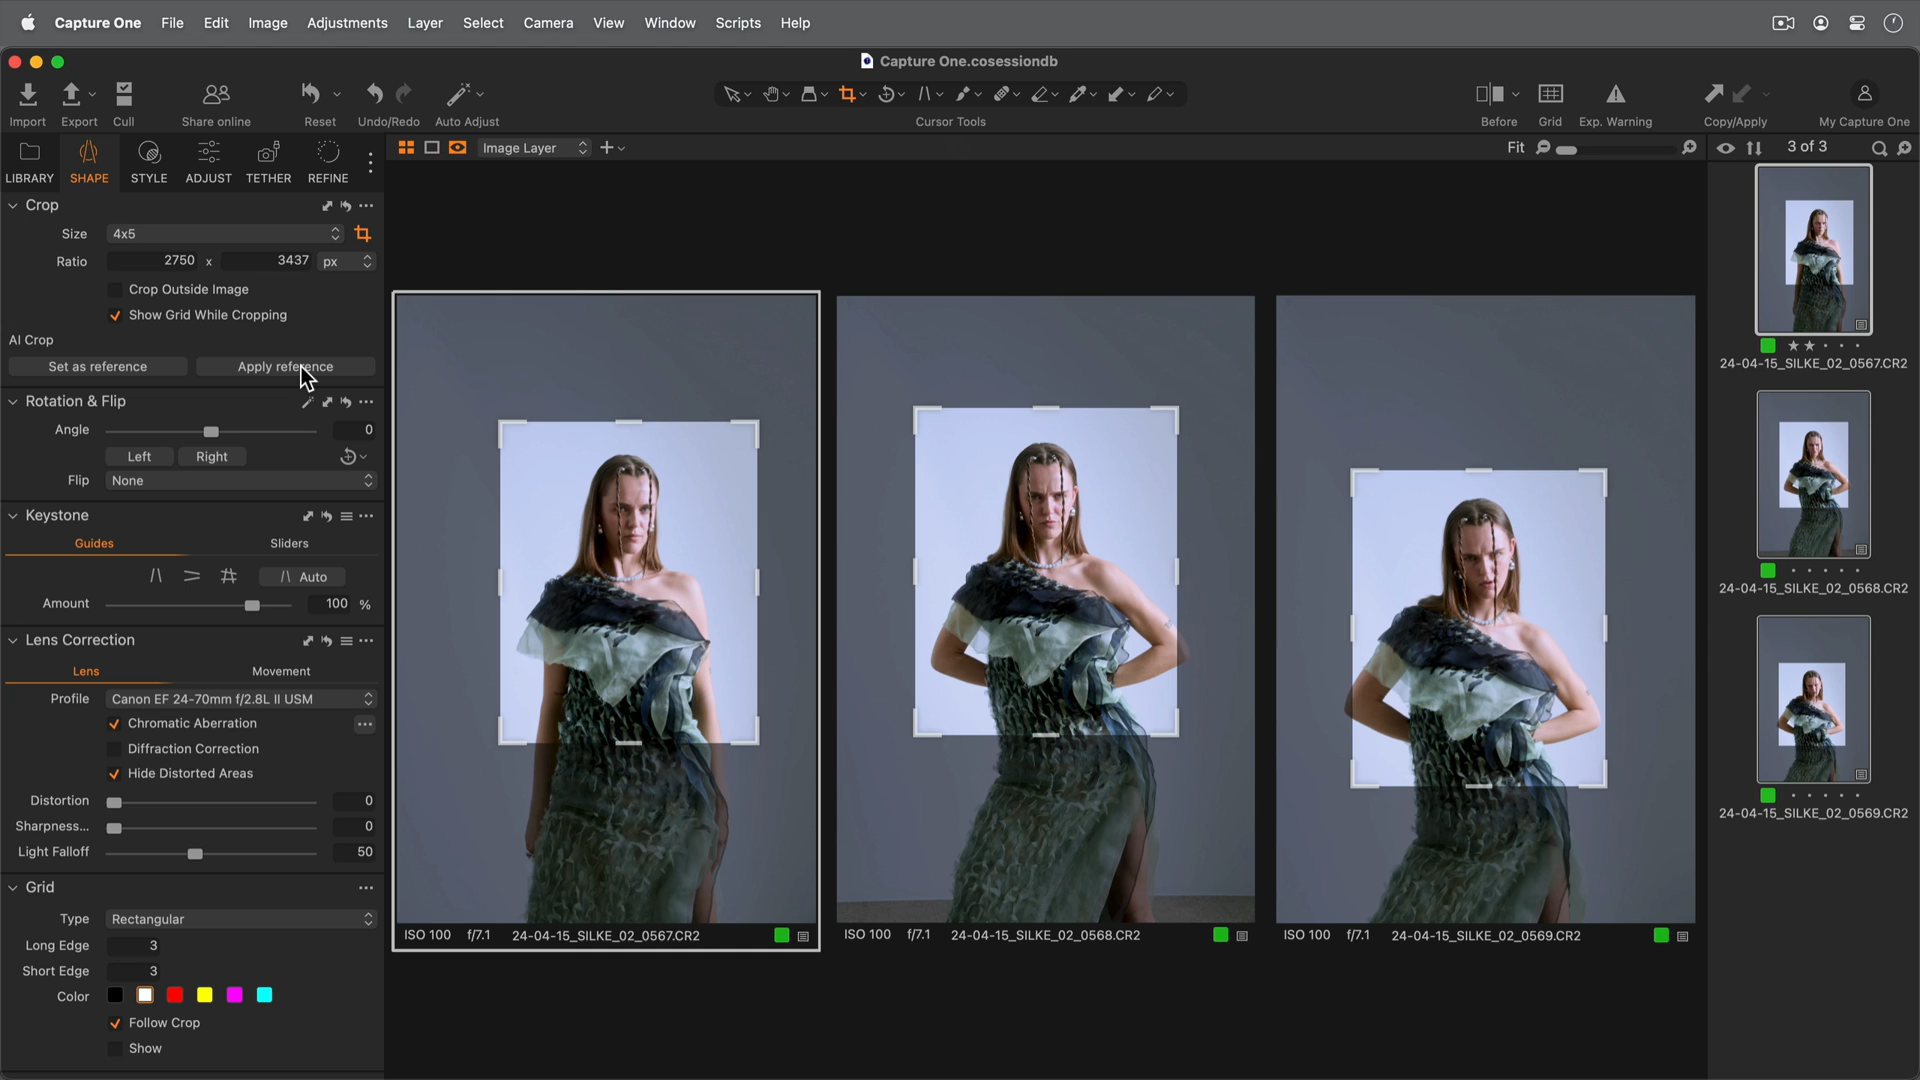 Capture One File Edit Image Adjustments Layer Select Camera View Window Scripts Help
Capture One.cosessiondb
Import Export Cull Share online Reset Undo/Redo Auto Adjust Cursor Tools Before Grid Exp. Warning Copy/Apply My Capture One
LIBRARY SHAPE STYLE ADJUST TETHER REFINE
Image Layer
Fit
3 of 3
Crop
Size 4x5
Ratio 2750 x 3437 px
Crop Outside Image
Show Grid While Cropping
AI Crop
Set as reference Apply reference
Rotation & Flip
Angle 0
Left Right
Flip None
Keystone
Guides Sliders
Auto
Amount 100 %
Lens Correction
Lens Movement
Profile Canon EF 24-70mm f/2.8L II USM
Chromatic Aberration
Diffraction Correction
Hide Distorted Areas
Distortion 0
Sharpness... 0
Light Falloff 50
Grid
Type Rectangular
Long Edge 3
Short Edge 3
Color
Follow Crop
Show
ISO 100 f/7.1 24-04-15_SILKE_02_0567.CR2
ISO 100 f/7.1 24-04-15_SILKE_02_0568.CR2
ISO 100 f/7.1 24-04-15_SILKE_02_0569.CR2
24-04-15_SILKE_02_0567.CR2
24-04-15_SILKE_02_0568.CR2
24-04-15_SILKE_02_0569.CR2